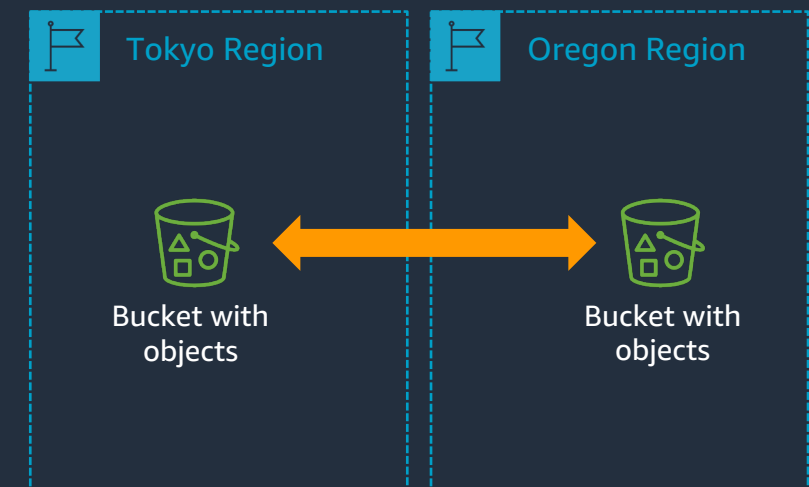 Tokyo Region
Oregon Region
Bucket with
objects
Bucket with
objects